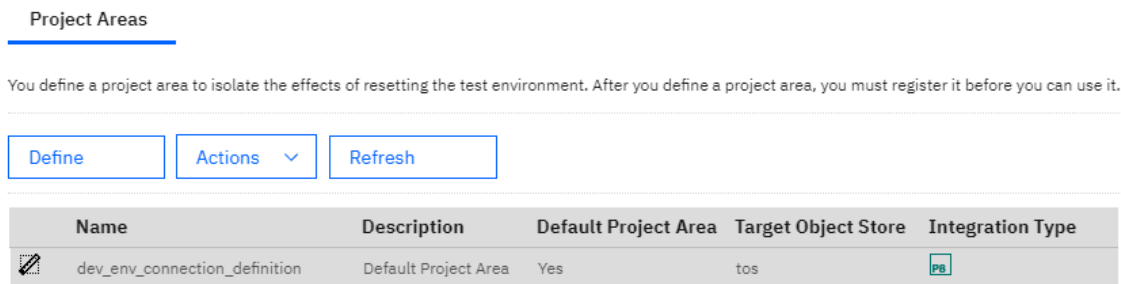 Project Areas
You define a project area to isolate the effects of resetting the test environment. After you define a project area, you must register it before you can use it.
Define Actions Refresh
Name Description Default Project Area Target Object Store Integration Type
dev_env_connection_definition Default Project Area Yes tos PB